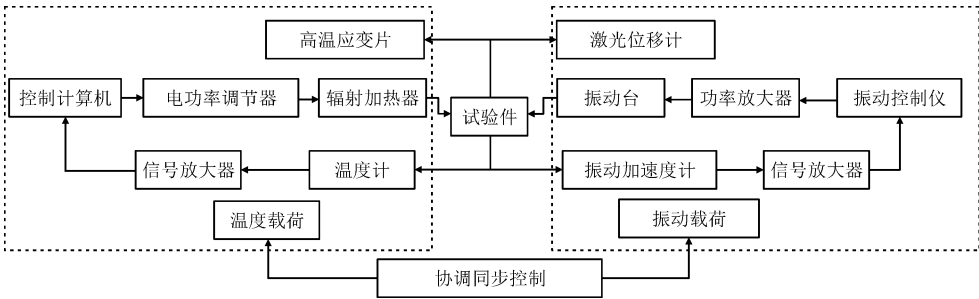 高温应变片
激光位移计
控制计算机
电功率调节器
辐射加热器
试验件
振动台
功率放大器
振动控制仪
信号放大器
温度计
振动加速度计
信号放大器
温度载荷
振动载荷
协调同步控制